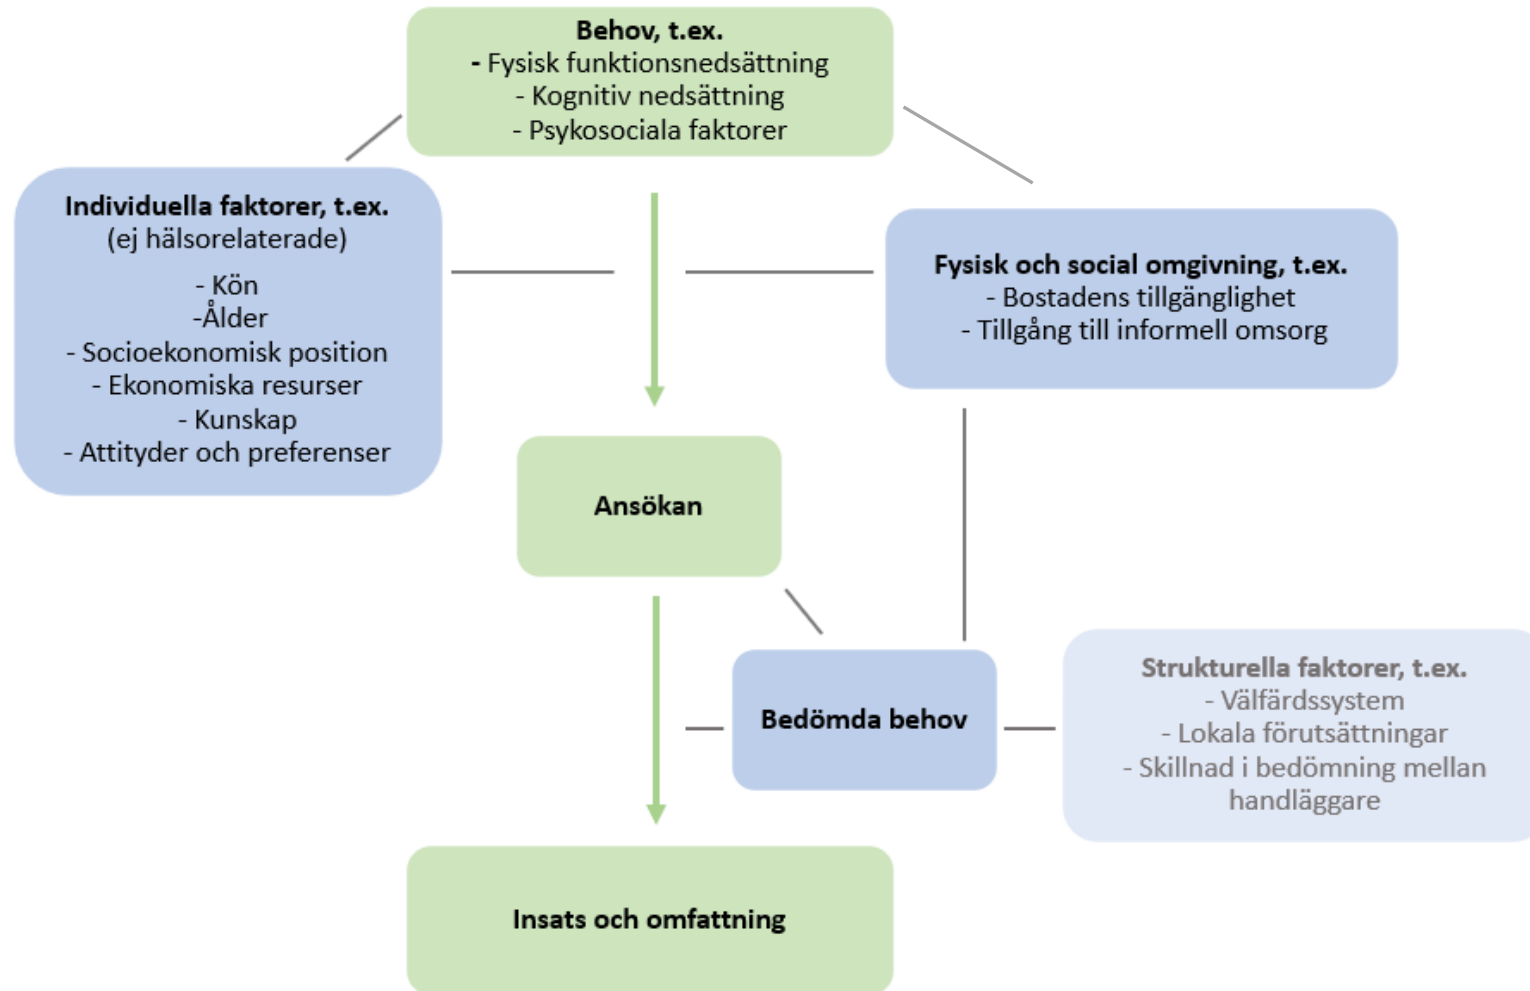 Behov, t.ex.
- Fysisk funktionsnedsättning
- Kognitiv nedsättning
- Psykosociala faktorer
Individuella faktorer, t.ex.
(ej hälsorelaterade)
- Kön
-Ålder
- Socioekonomisk position
- Ekonomiska resurser
- Kunskap
- Attityder och preferenser
Fysisk och social omgivning, t.ex.
- Bostadens tillgänglighet
- Tillgång till informell omsorg
Ansökan
Bedömda behov
Strukturella faktorer, t.ex.
- Välfärdssystem
- Lokala förutsättningar
- Skillnad i bedömning mellan
handläggare
Insats och omfattning